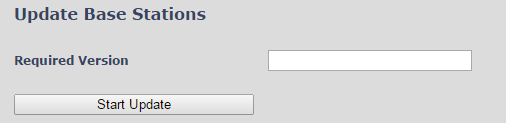 Update Base Stations
Required Version
Start Update